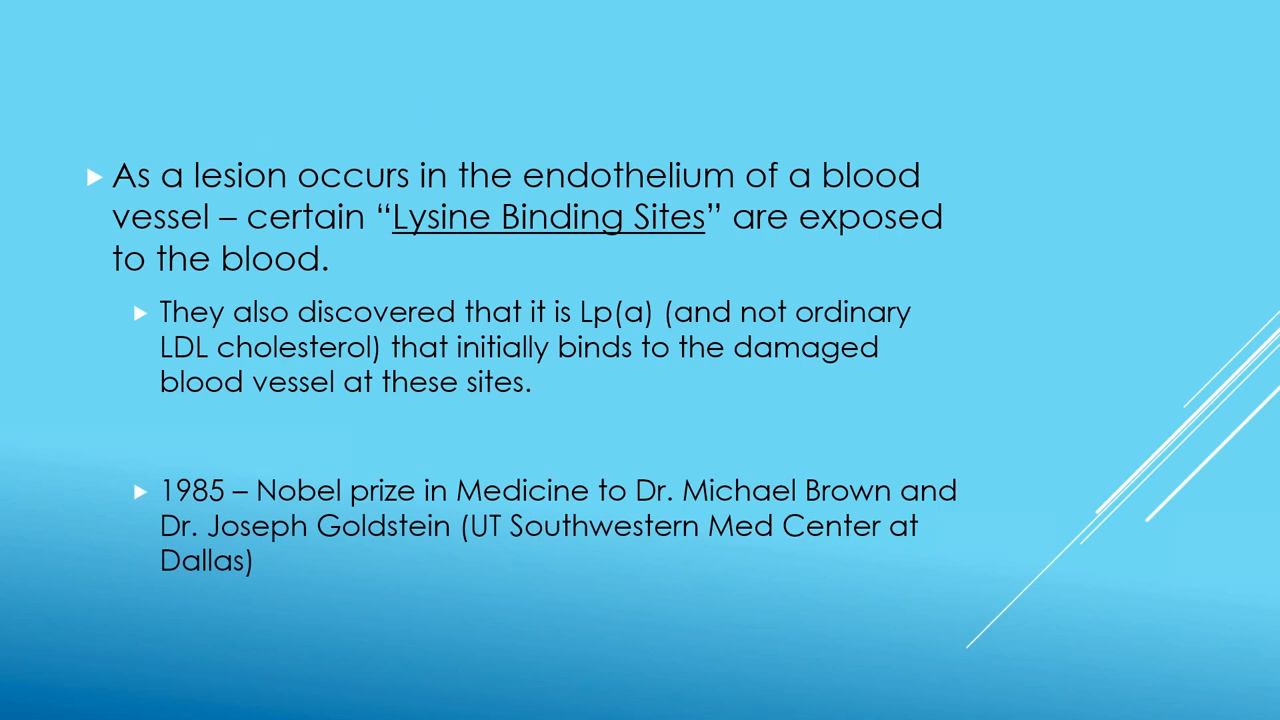 As a lesion occurs in the endothelium of a blood
vessel – certain “Lysine Binding Sites” are exposed
to the blood.
They also discovered that it is Lp(a) (and not ordinary
LDL cholesterol) that initially binds to the damaged
blood vessel at these sites.
1985 – Nobel prize in Medicine to Dr. Michael Brown and
Dr. Joseph Goldstein (UT Southwestern Med Center at
Dallas)